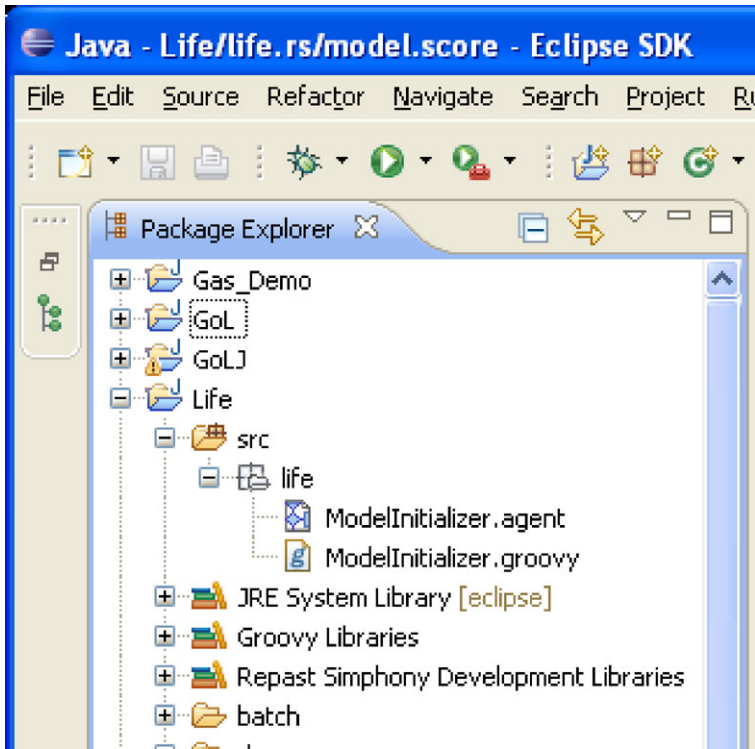 Java - Life/life.rs/model.score - Eclipse SDK
File Edit Source Refactor Navigate Search Project Ru
Package Explorer
Gas_Demo
GoL
GoLJ
Life
src
life
ModelInitializer.agent
ModelInitializer.groovy
JRE System Library [eclipse]
Groovy Libraries
Repast Simphony Development Libraries
batch